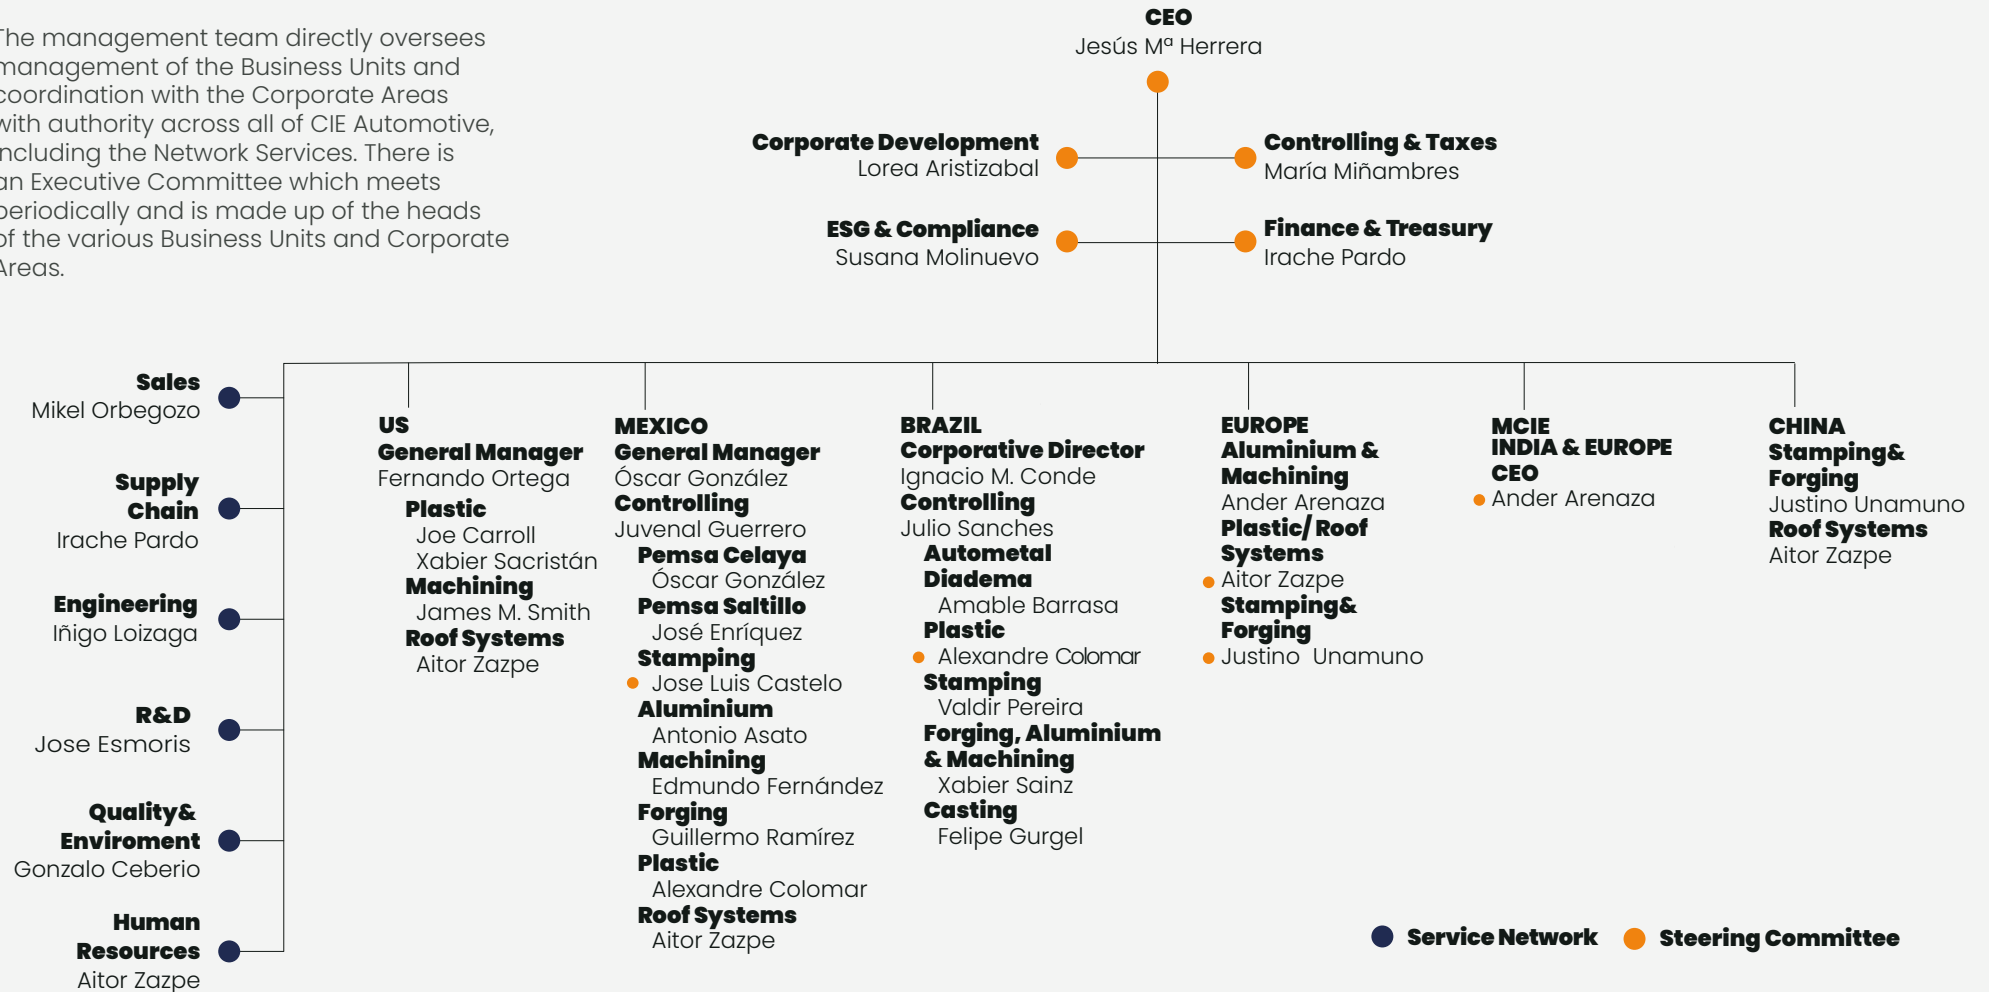 The management team directly oversees
management of the Business Units and
coordination with the Corporate Areas
with authority across all of CIE Automotive,
including the Network Services. There is
an Executive Committee which meets
periodically and is made up of the heads
of the various Business Units and Corporate
Areas.
CEO
Jesús Mª Herrera
Corporate Development
Lorea Aristizabal
Controlling & Taxes
María Miñambres
ESG & Compliance
Susana Molinuevo
Finance & Treasury
Irache Pardo
Sales
Mikel Orbegozo
Supply
Chain
Irache Pardo
Engineering
Iñigo Loizaga
R&D
Jose Esmoris
Quality&
Enviroment
Gonzalo Ceberio
Human
Resources
Aitor Zazpe
US
General Manager
Fernando Ortega
Plastic
Joe Carroll
Xabier Sacristán
Machining
James M. Smith
Roof Systems
Aitor Zazpe
MEXICO
General Manager
Óscar González
Controlling
Juvenal Guerrero
Pemsa Celaya
Óscar González
Pemsa Saltillo
José Enríquez
Stamping
Jose Luis Castelo
Aluminium
Antonio Asato
Machining
Edmundo Fernández
Forging
Guillermo Ramírez
Plastic
Alexandre Colomar
Roof Systems
Aitor Zazpe
BRAZIL
Corporative Director
Ignacio M. Conde
Controlling
Julio Sanches
Autometal
Diadema
Amable Barrasa
Plastic
Alexandre Colomar
Stamping
Valdir Pereira
Forging, Aluminium
& Machining
Xabier Sainz
Casting
Felipe Gurgel
EUROPE
Aluminium &
Machining
Ander Arenaza
Plastic/ Roof
Systems
Aitor Zazpe
Stamping&
Forging
Justino Unamuno
MCIE
INDIA & EUROPE
CEO
Ander Arenaza
CHINA
Stamping&
Forging
Justino Unamuno
Roof Systems
Aitor Zazpe
Service Network
Steering Committee